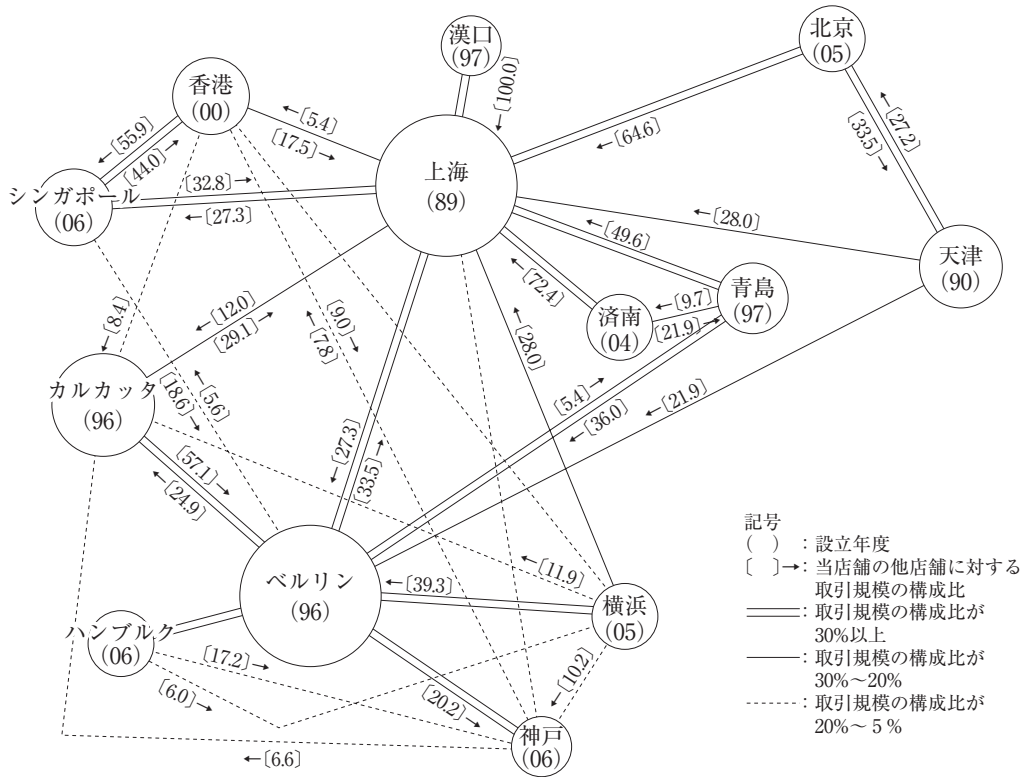 漢口
(97)
北京
(05)
香港
(00)
←〔100.0〕
←〔5.4〕
〔17.5〕→
←〔55.9〕
〔44.0〕→
←〔64.6〕
〔33.5〕→
←〔27.2〕
上海
(89)
シンガポール
(06)
〔32.8〕→
←〔27.3〕
←〔28.0〕
←〔49.6〕
天津
(90)
←〔72.4〕
青島
(97)
済南
(04)
←〔9.7〕
〔21.9〕→
←〔8.4〕
←〔12.0〕
〔29.1〕→
〔9.0〕→
←〔7.8〕
←〔28.0〕
カルカッタ
(96)
〔18.6〕→
←〔5.6〕
〔5.4〕→
←〔36.0〕
←〔21.9〕
←〔27.3〕
〔33.5〕→
〔57.1〕→
←〔24.9〕
ベルリン
(96)
←〔39.3〕
←〔11.9〕
横浜
(05)
ハンブルク
(06)
〔17.2〕→
〔6.0〕→
〔20.2〕→
←〔10.2〕
神戸
(06)
←〔6.6〕
記号
( ) :設立年度
〔 〕→:当店舗の他店舗に対する
取引規模の構成比
:取引規模の構成比が
30%以上
:取引規模の構成比が
30%~20%
:取引規模の構成比が
20%~5%